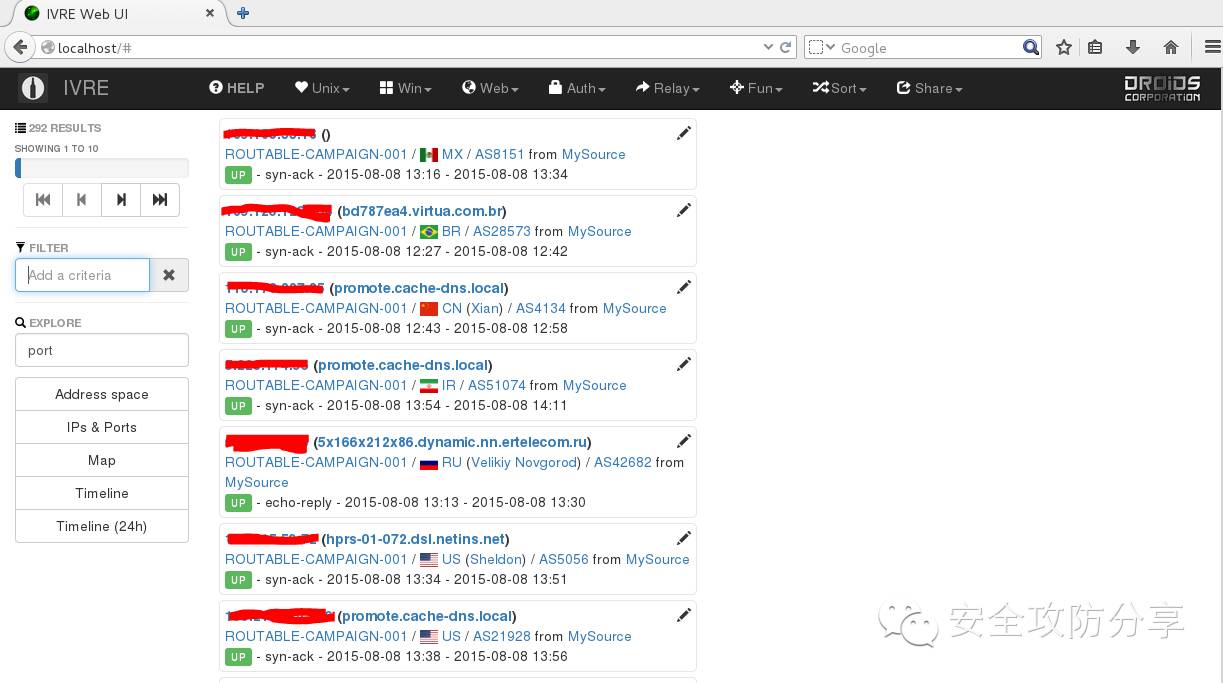 IVRE Web UI
localhost/#
Google
IVRE
HELP
Unix
Win
Web
Auth
Relay
Fun
Sort
Share
DROIDS
CORPORATION
292 RESULTS
SHOWING 1 TO 10
FILTER
Add a criteria
EXPLORE
port
Address space
IPs & Ports
Map
Timeline
Timeline (24h)
()
ROUTABLE-CAMPAIGN-001 / MX / AS8151 from MySource
UP - syn-ack - 2015-08-08 13:16 - 2015-08-08 13:34
(bd787ea4.virtua.com.br)
ROUTABLE-CAMPAIGN-001 / BR / AS28573 from MySource
UP - syn-ack - 2015-08-08 12:27 - 2015-08-08 12:42
(promote.cache-dns.local)
ROUTABLE-CAMPAIGN-001 / CN (Xian) / AS4134 from MySource
UP - syn-ack - 2015-08-08 12:43 - 2015-08-08 12:58
(promote.cache-dns.local)
ROUTABLE-CAMPAIGN-001 / IR / AS51074 from MySource
UP - syn-ack - 2015-08-08 13:54 - 2015-08-08 14:11
(5x166x212x86.dynamic.nn.ertelecom.ru)
ROUTABLE-CAMPAIGN-001 / RU (Velikiy Novgorod) / AS42682 from
MySource
UP - echo-reply - 2015-08-08 13:13 - 2015-08-08 13:30
(hprs-01-072.dsl.netins.net)
ROUTABLE-CAMPAIGN-001 / US (Sheldon) / AS5056 from MySource
UP - syn-ack - 2015-08-08 13:34 - 2015-08-08 13:51
(promote.cache-dns.local)
ROUTABLE-CAMPAIGN-001 / US / AS21928 from MySource
UP - syn-ack - 2015-08-08 13:38 - 2015-08-08 13:56
安全攻防分享